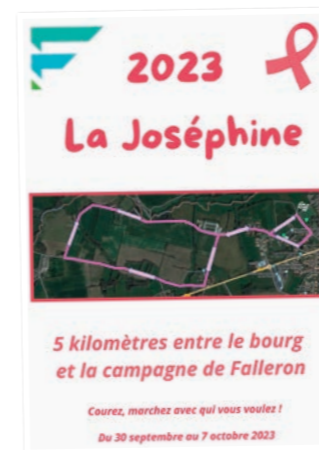 2023
La Joséphine
5 kilomètres entre le bourg
et la campagne de Falleron
Courez, marchez avec qui vous voulez !
Du 30 septembre au 7 octobre 2023